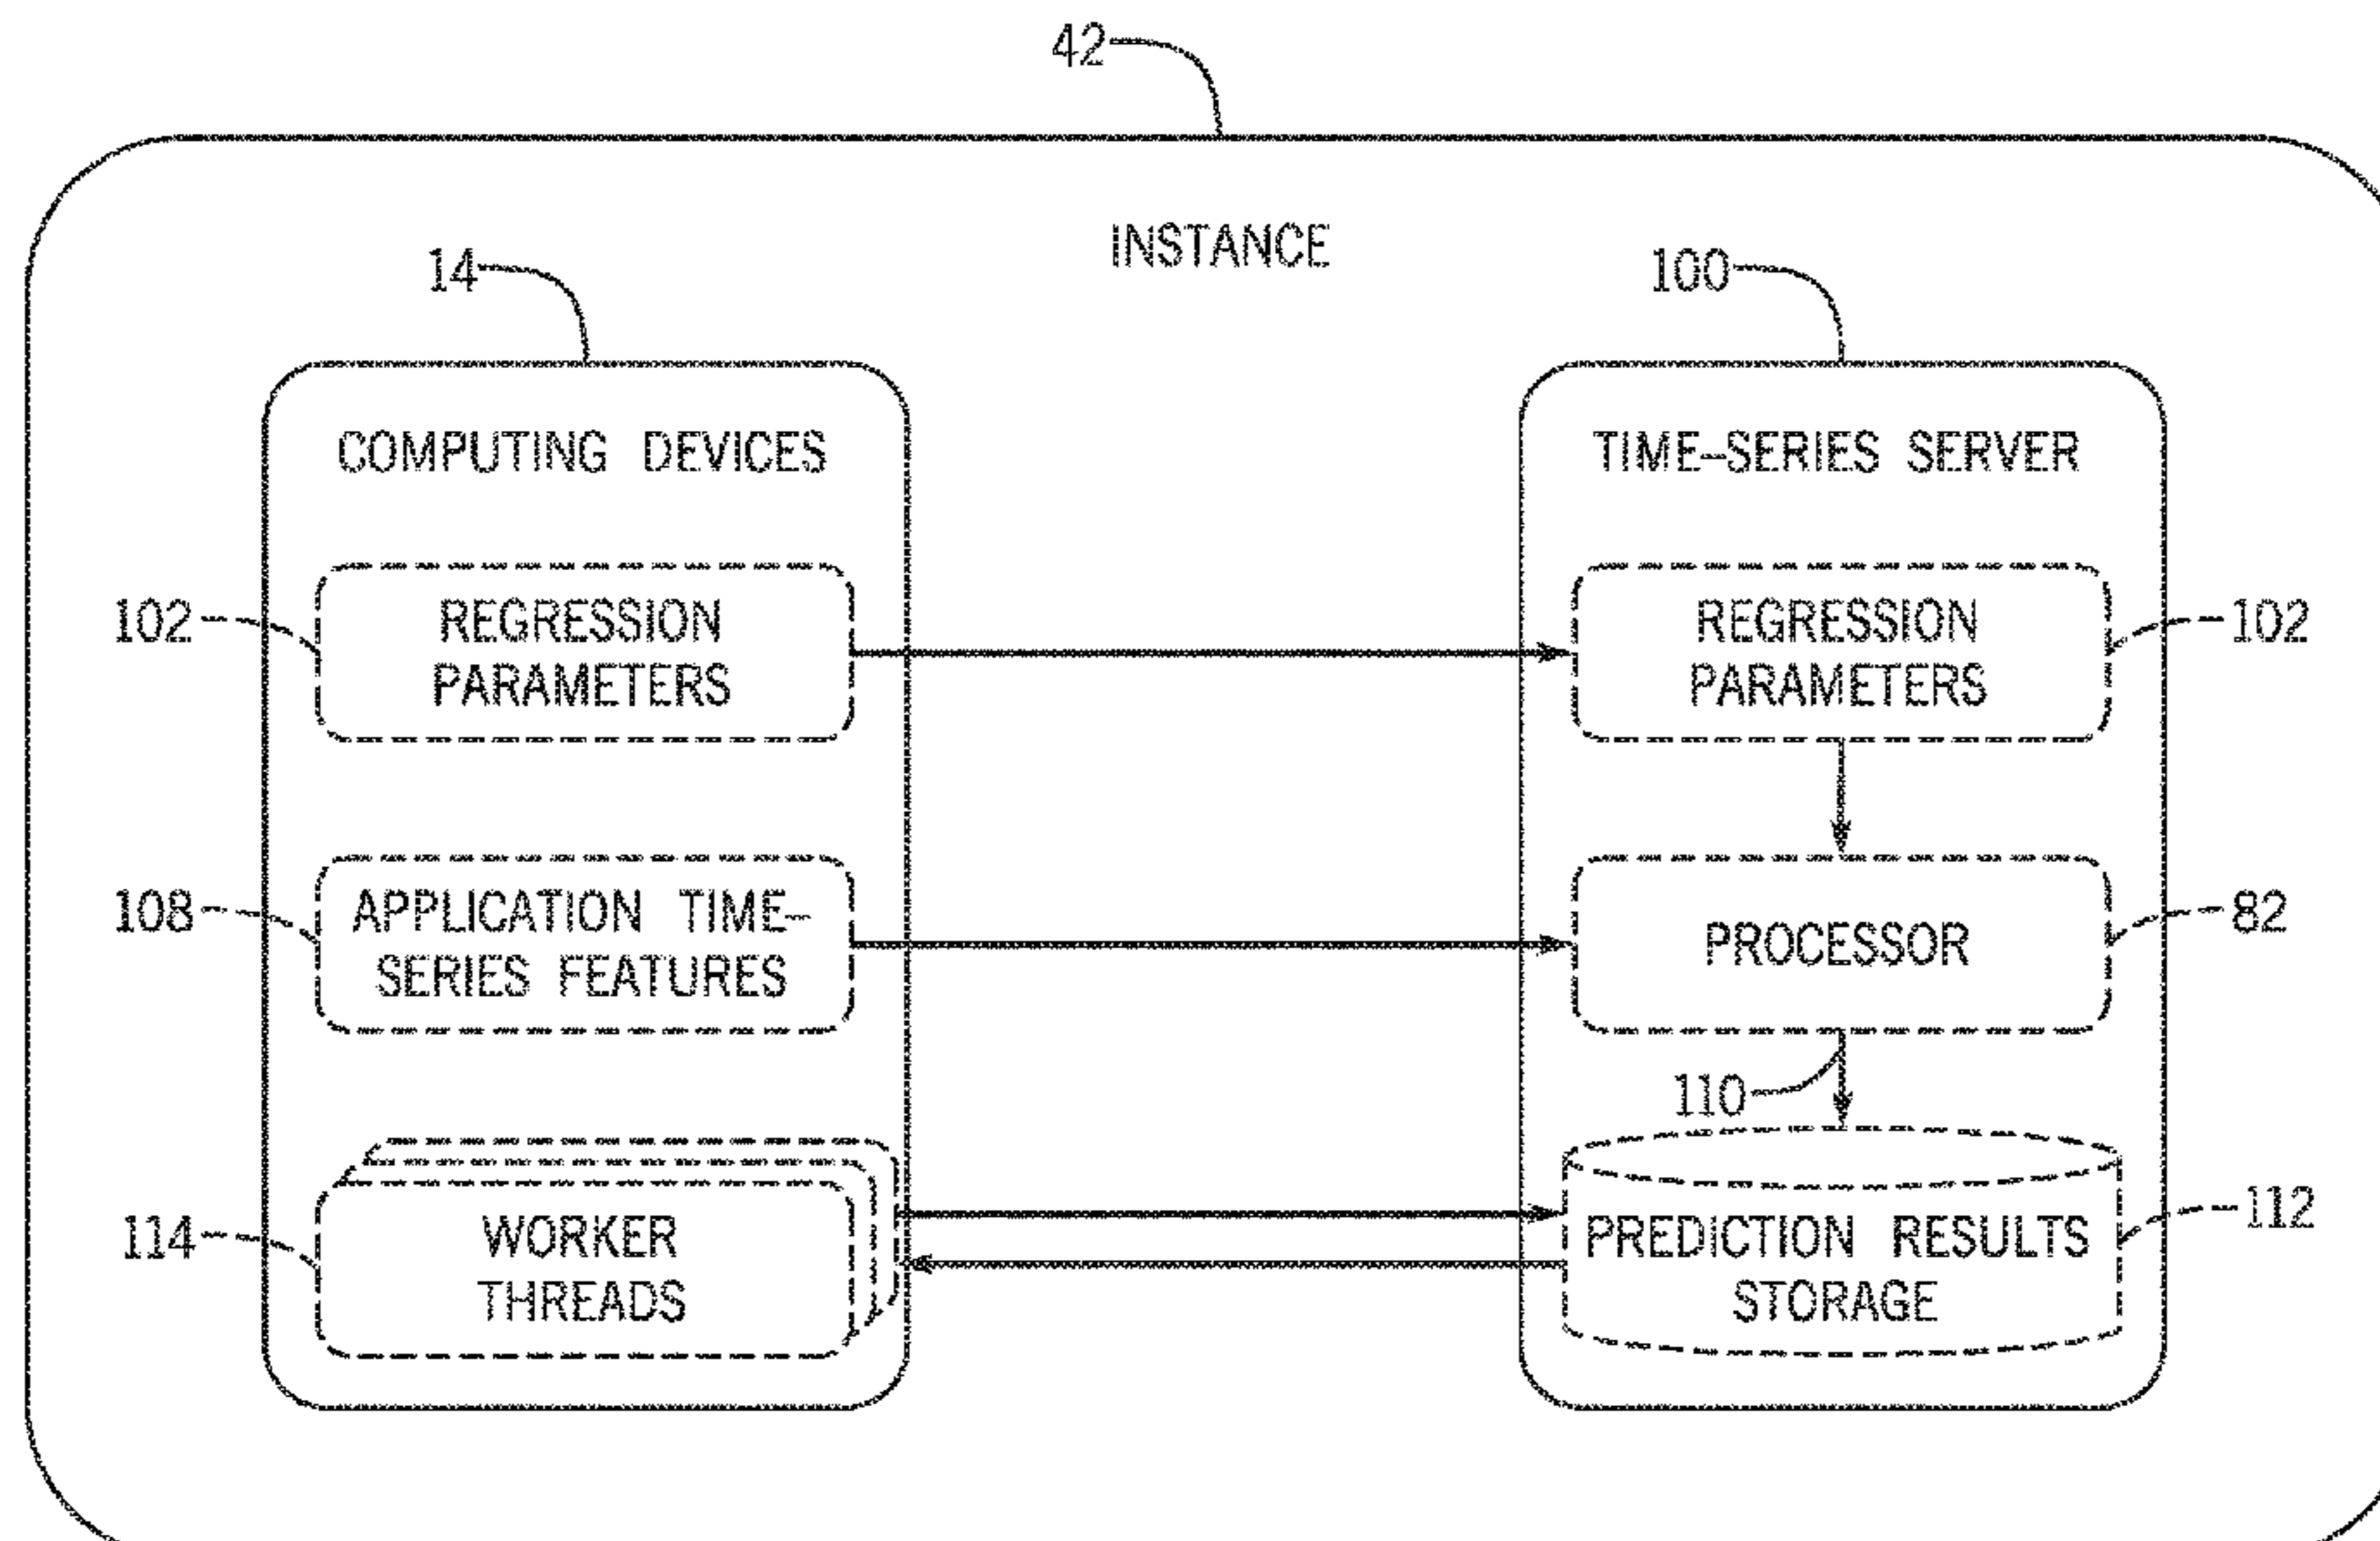 42
INSTANCE
14
100
COMPUTING DEVICES
TIME-SERIES SERVER
102
REGRESSION
PARAMETERS
REGRESSION
PARAMETERS
102
108
APPLICATION TIME-
SERIES FEATURES
PROCESSOR
82
110
114
WORKER
THREADS
PREDICTION RESULTS
STORAGE
112